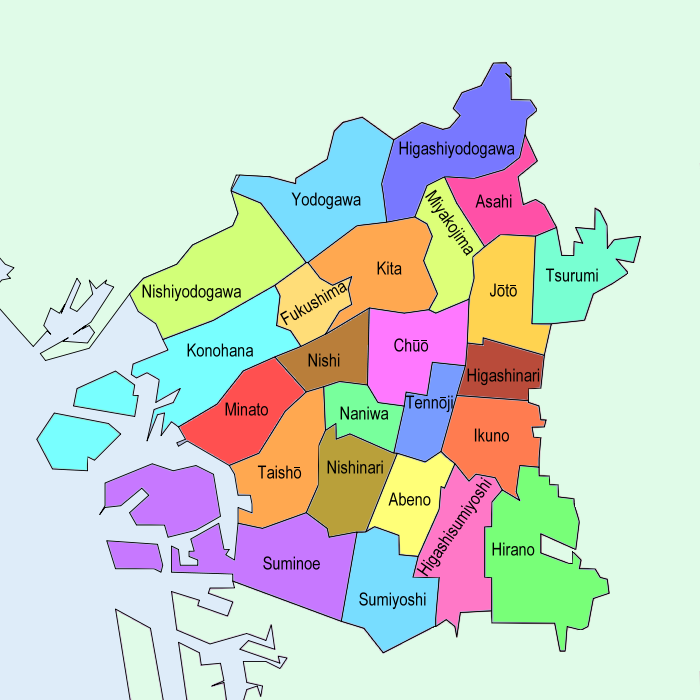 Higashiyodogawa
Yodogawa
Asahi
Miyakojima
Kita
Tsurumi
Nishiyodogawa
Jōtō
Fukushima
Konohana
Chūō
Nishi
Higashinari
Minato
Tennōji
Naniwa
Ikuno
Nishinari
Taishō
Abeno
Higashisumiyoshi
Hirano
Suminoe
Sumiyoshi